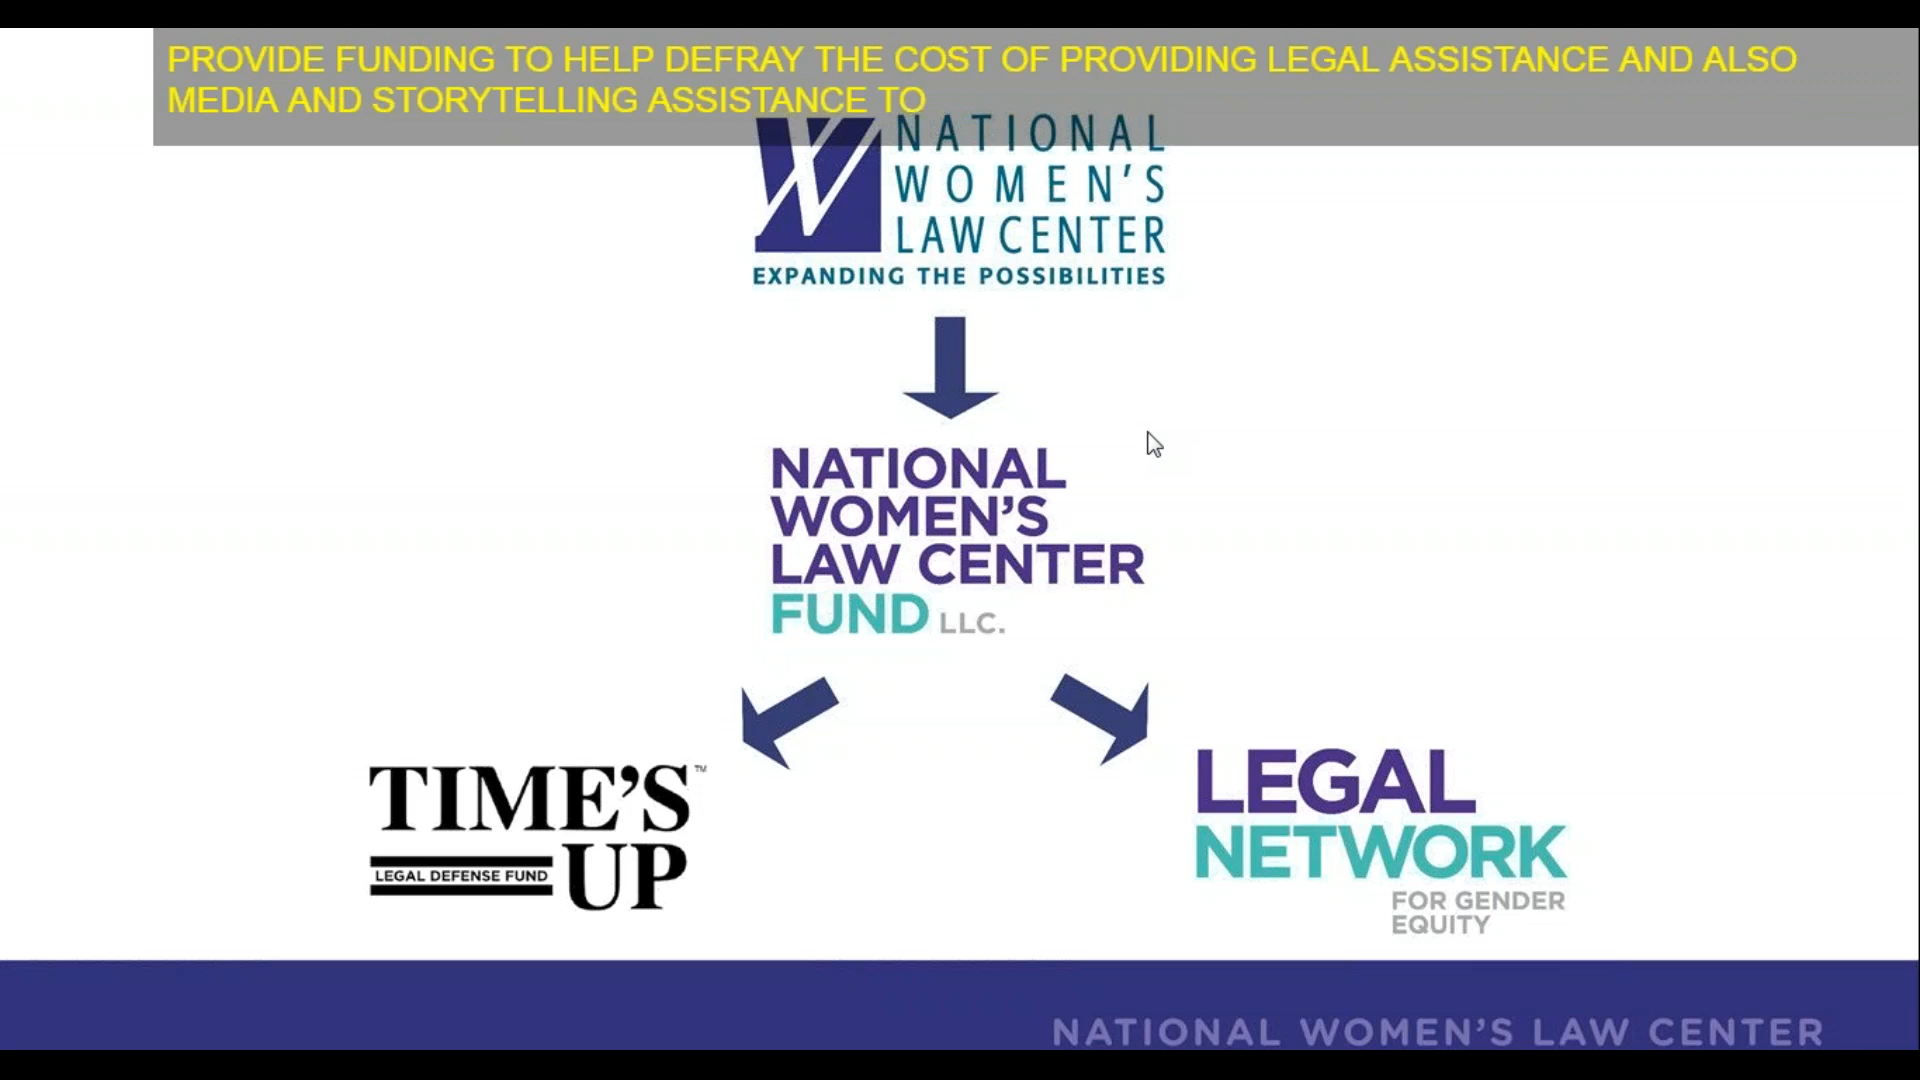 PROVIDE FUNDING TO HELP DEFRAY THE COST OF PROVIDING LEGAL ASSISTANCE AND ALSO
MEDIA AND STORYTELLING ASSISTANCE TO
NATIONAL
WOMEN'S
LAW CENTER
EXPANDING THE POSSIBILITIES
NATIONAL
WOMEN'S
LAW CENTER
FUND LLC.
TIME'S™
UP
LEGAL DEFENSE FUND
LEGAL
NETWORK
FOR GENDER
EQUITY
NATIONAL WOMEN'S LAW CENTER